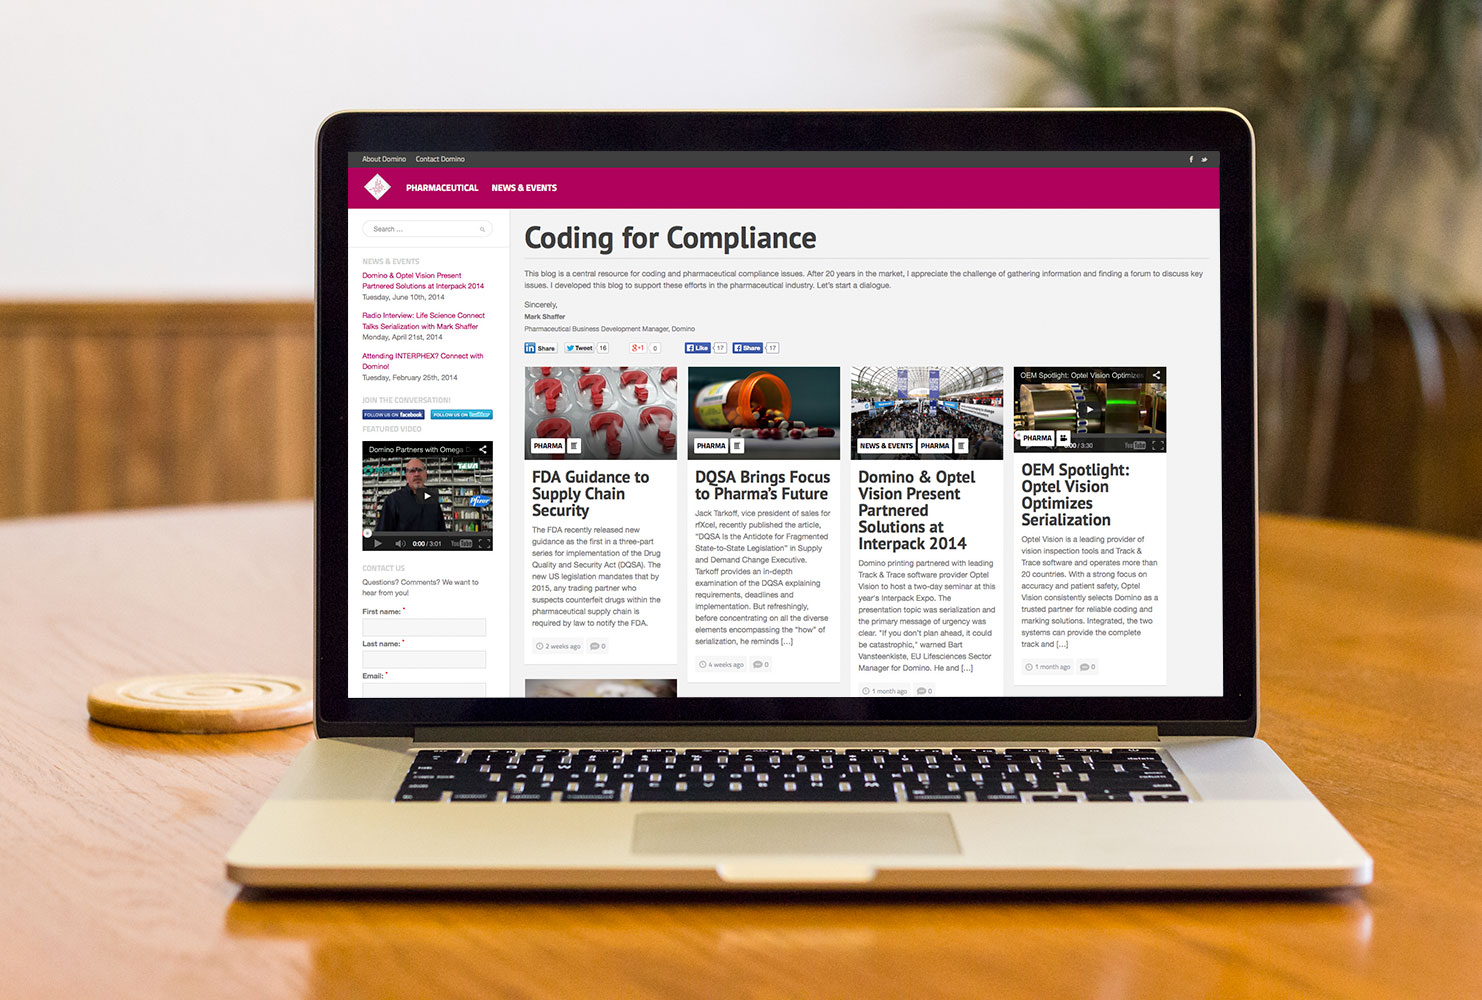 About Domino Contact Domino
PHARMACEUTICAL NEWS & EVENTS
Search ...
NEWS & EVENTS
Domino & Optel Vision Present
Partnered Solutions at Interpack 2014
Tuesday, June 10th, 2014
Radio Interview: Life Science Connect
Talks Serialization with Mark Shaffer
Monday, April 21st, 2014
Attending INTERPHEX? Connect with
Domino!
Tuesday, February 25th, 2014
JOIN THE CONVERSATION!
FOLLOW US ON facebook FOLLOW US ON twitter
FEATURED VIDEO
Domino Partners with Omega D
Pfizer
0:00 / 3:01 YouTube
CONTACT US
Questions? Comments? We want to
hear from you!
First name: *
Last name: *
Email: *
Coding for Compliance
This blog is a central resource for coding and pharmaceutical compliance issues. After 20 years in the market, I appreciate the challenge of gathering information and finding a forum to discuss key
issues. I developed this blog to support these efforts in the pharmaceutical industry. Let's start a dialogue.
Sincerely,
Mark Shaffer
Pharmaceutical Business Development Manager, Domino
in Share Tweet 16 g+1 0 f Like 17 f Share 17
PHARMA
FDA Guidance to
Supply Chain
Security
The FDA recently released new
guidance as the first in a three-part
series for implementation of the Drug
Quality and Security Act (DQSA). The
new US legislation mandates that by
2015, any trading partner who
suspects counterfeit drugs within the
pharmaceutical supply chain is
required by law to notify the FDA.
2 weeks ago 0
PHARMA
DQSA Brings Focus
to Pharma's Future
Jack Tarkoff, vice president of sales for
rfXcel, recently published the article,
"DQSA Is the Antidote for Fragmented
State-to-State Legislation" in Supply
and Demand Change Executive.
Tarkoff provides an in-depth
examination of the DQSA explaining
requirements, deadlines and
implementation. But refreshingly,
before concentrating on all the diverse
elements encompassing the "how" of
serialization, he reminds [...]
4 weeks ago 0
NEWS & EVENTS PHARMA
Domino & Optel
Vision Present
Partnered
Solutions at
Interpack 2014
Domino printing partnered with leading
Track & Trace software provider Optel
Vision to host a two-day seminar at this
year's Interpack Expo. The
presentation topic was serialization and
the primary message of urgency was
clear. "If you don't plan ahead, it could
be catastrophic," warned Bart
Vansteenkiste, EU Lifesciences Sector
Manager for Domino. He and [...]
1 month ago 0
OEM Spotlight: Optel Vision Optimizes
PHARMA
0:00 / 3:30 YouTube
OEM Spotlight:
Optel Vision
Optimizes
Serialization
Optel Vision is a leading provider of
vision inspection tools and Track &
Trace software and operates more than
20 countries. With a strong focus on
accuracy and patient safety, Optel
Vision consistently selects Domino as a
trusted partner for reliable coding and
marking solutions. Integrated, the two
systems can provide the complete
track and [...]
1 month ago 0